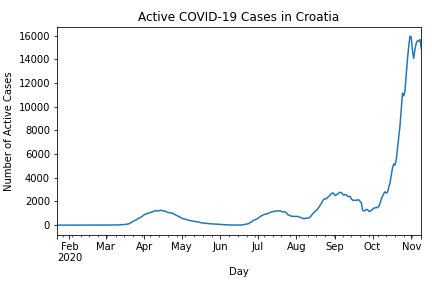 Active COVID-19 Cases in Croatia
Number of Active Cases
16000
14000
12000
10000
8000
6000
4000
2000
0
Feb Mar Apr May Jun Jul Aug Sep Oct Nov
2020
Day